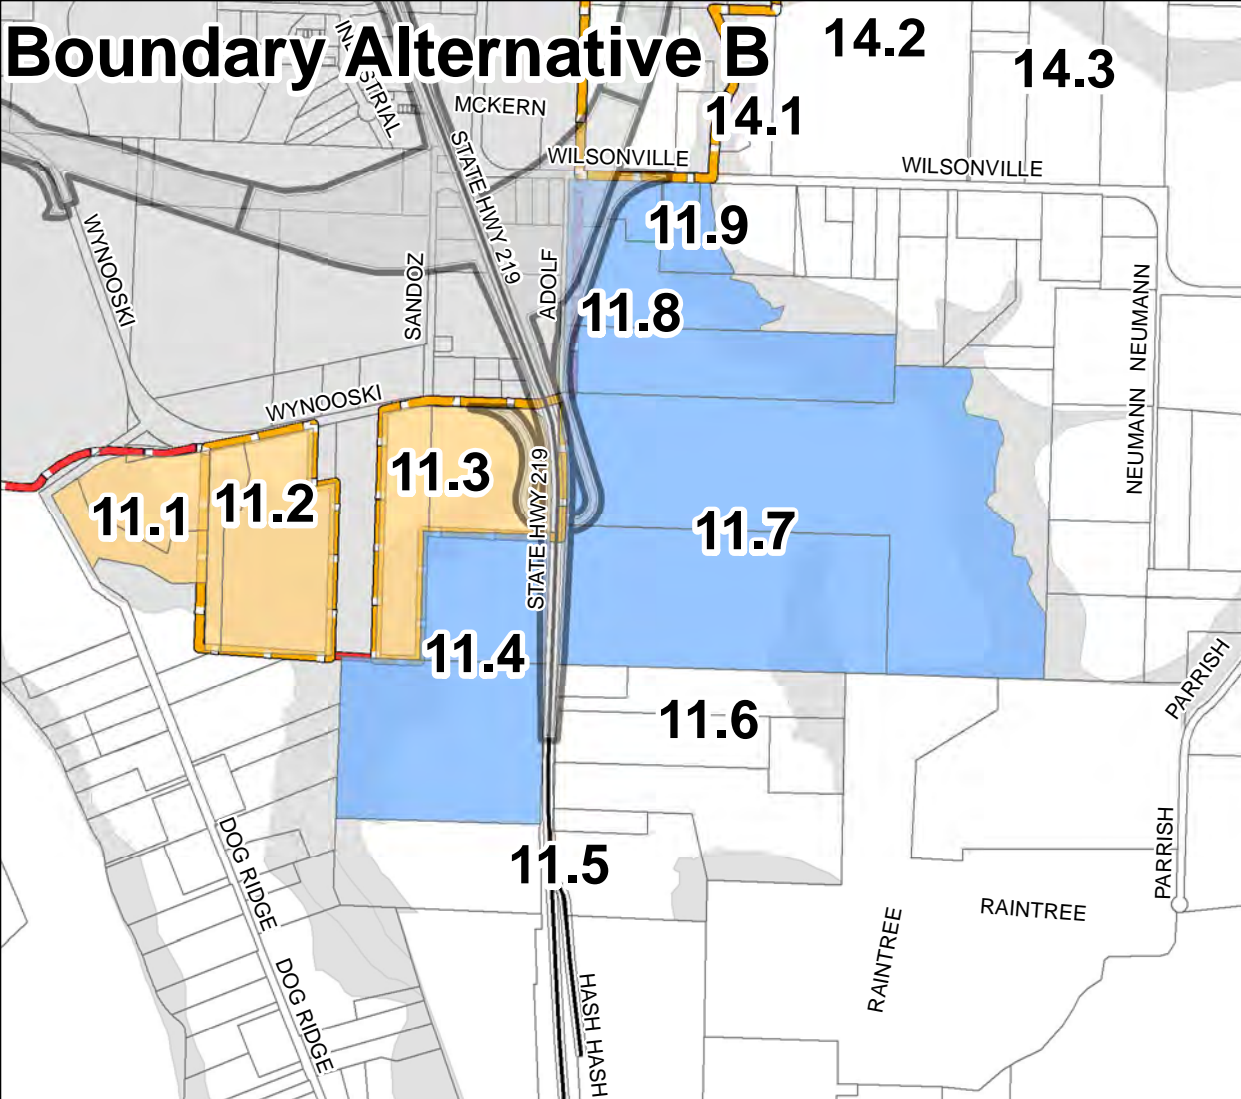 Boundary Alternative B
INDUSTRIAL
MCKERN
14.2
14.3
14.1
STATE HWY 219
WILSONVILLE
WILSONVILLE
WYNOOSKI
SANDOZ
ADOLF
11.9
11.8
NEUMANN
NEUMANN
WYNOOSKI
11.1
11.2
11.3
STATE HWY 219
11.7
11.4
11.6
PARRISH
PARRISH
DOG RIDGE
11.5
RAINTREE
RAINTREE
DOG RIDGE
HASH HASH